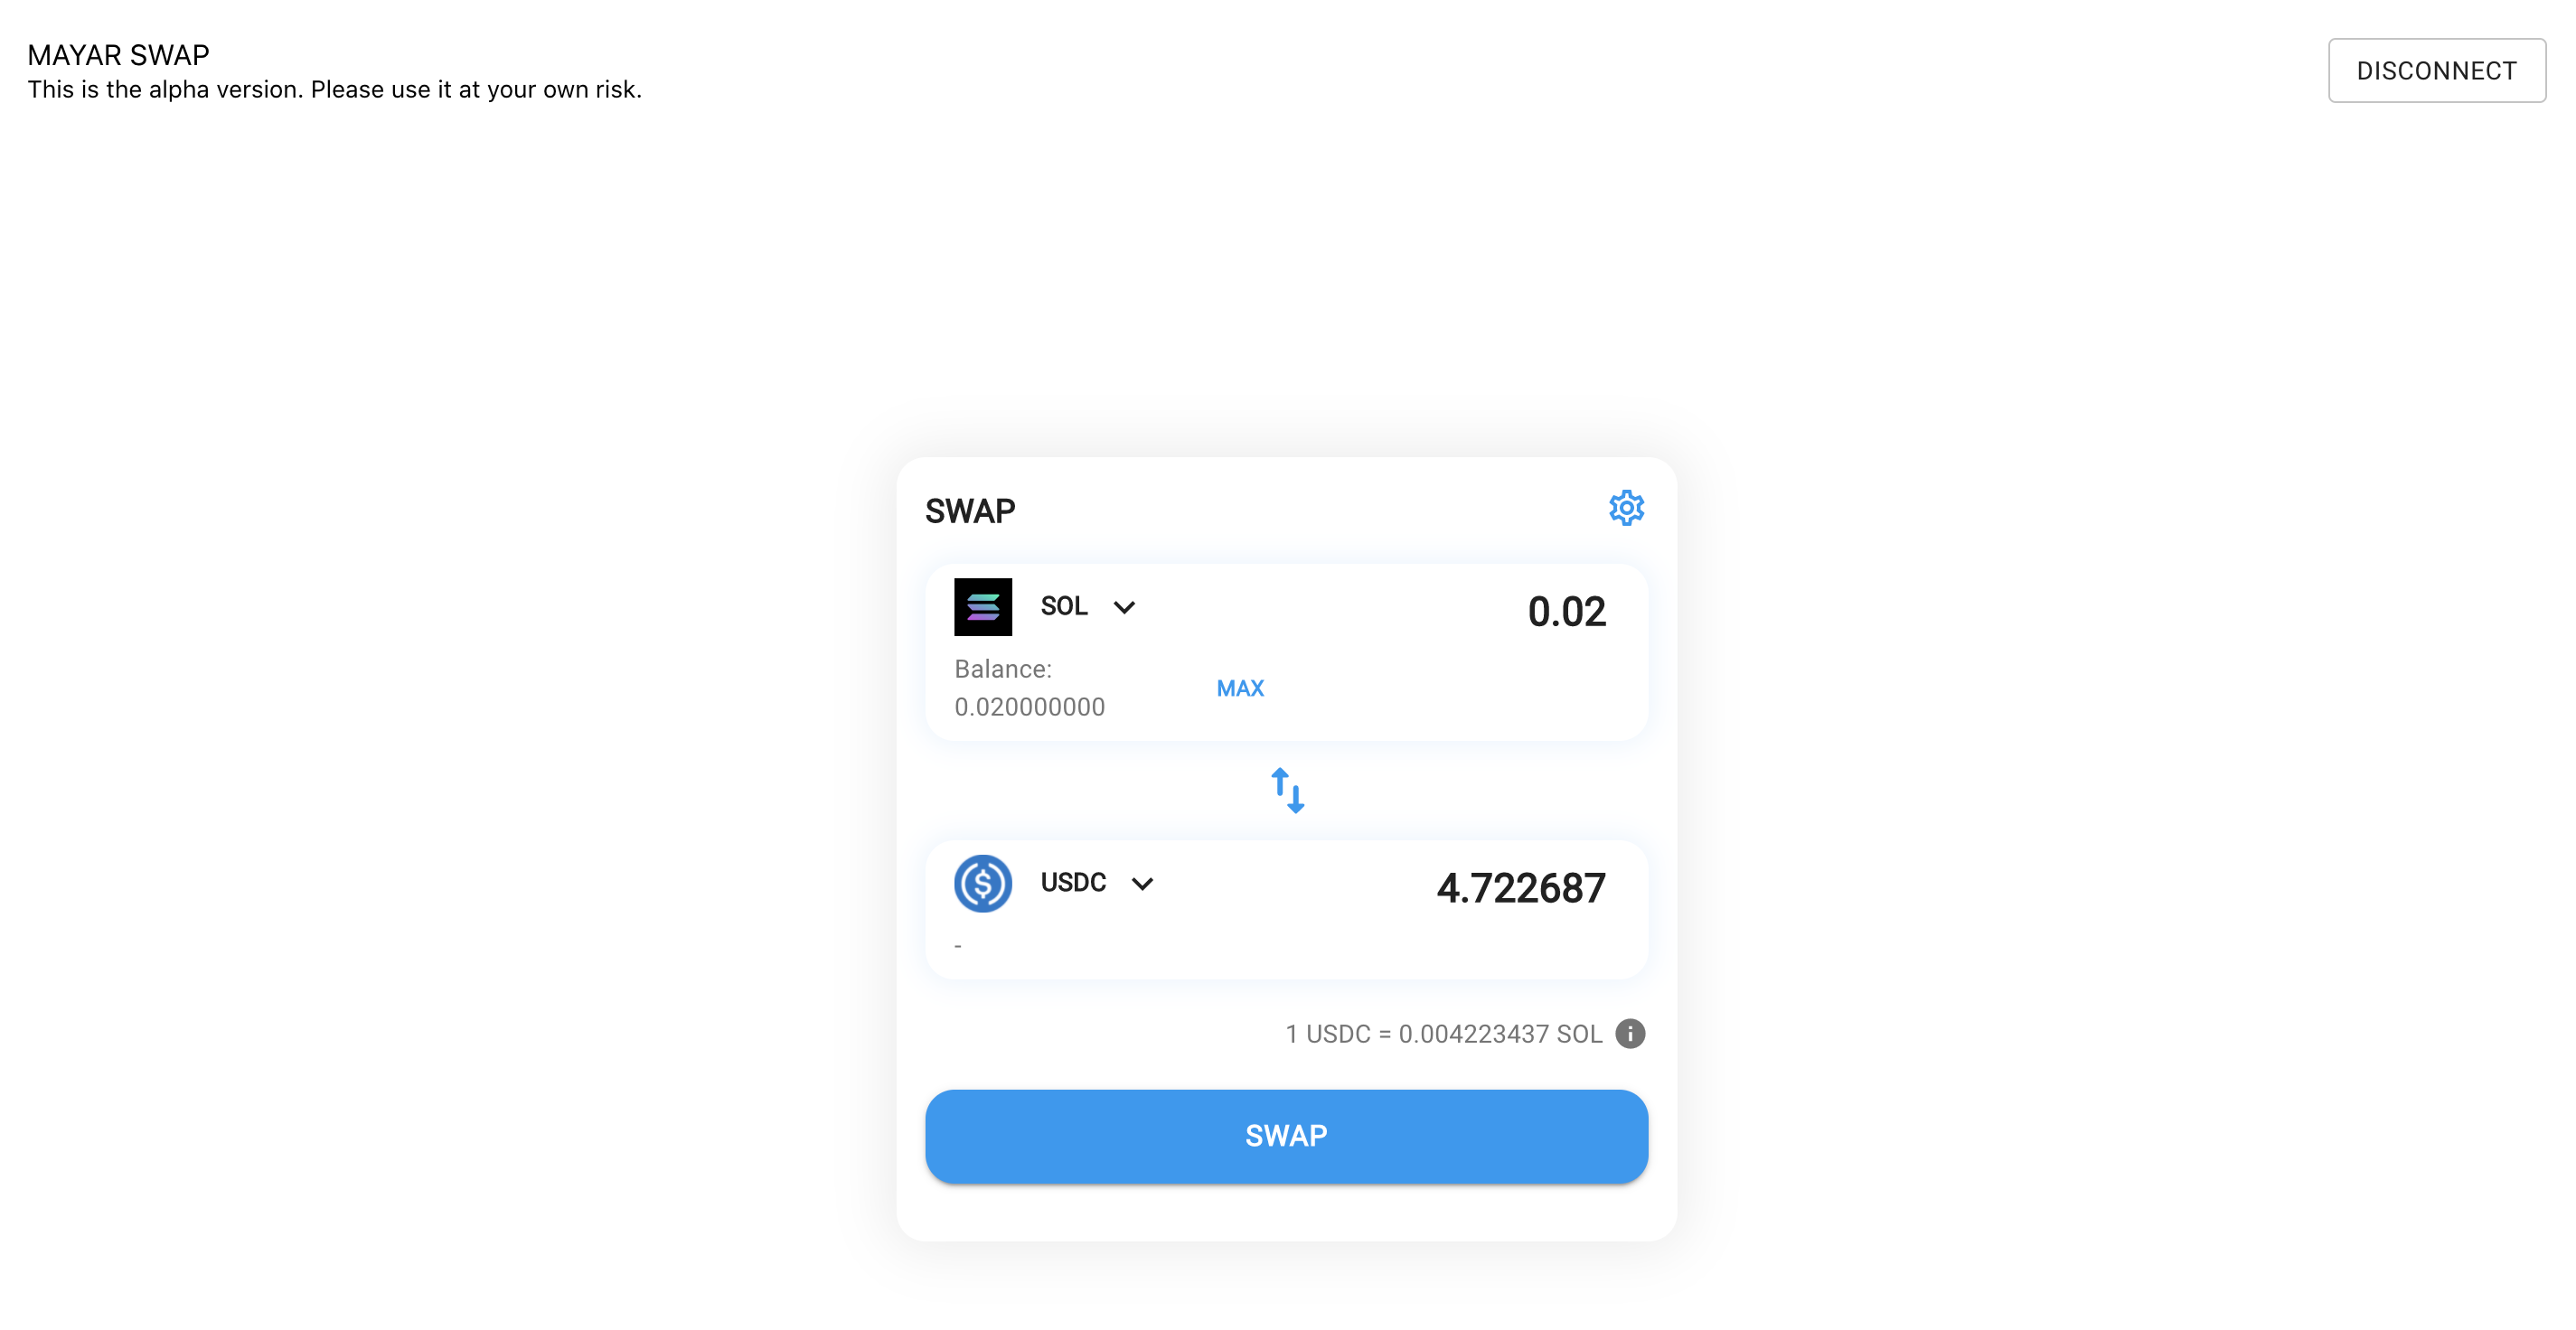 MAYAR SWAP
This is the alpha version. Please use it at your own risk.
DISCONNECT
SWAP
SOL
0.02
Balance:
0.020000000
MAX
USDC
4.722687
-
1 USDC = 0.004223437 SOL
SWAP